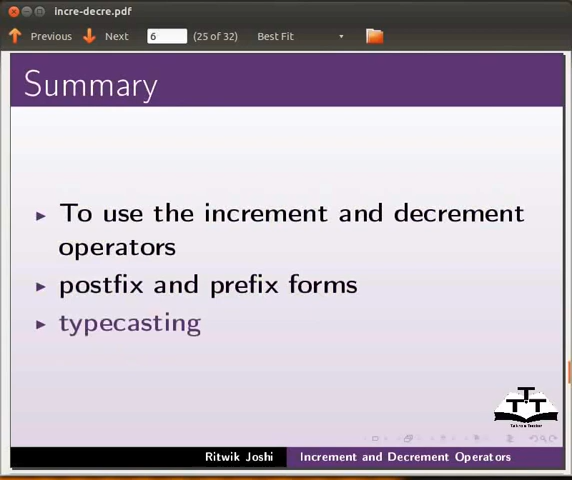 incre-decre.pdf
Previous Next 6 (25 of 32) Best Fit
Summary
To use the increment and decrement
operators
postfix and prefix forms
typecasting
Ritwik Joshi Increment and Decrement Operators